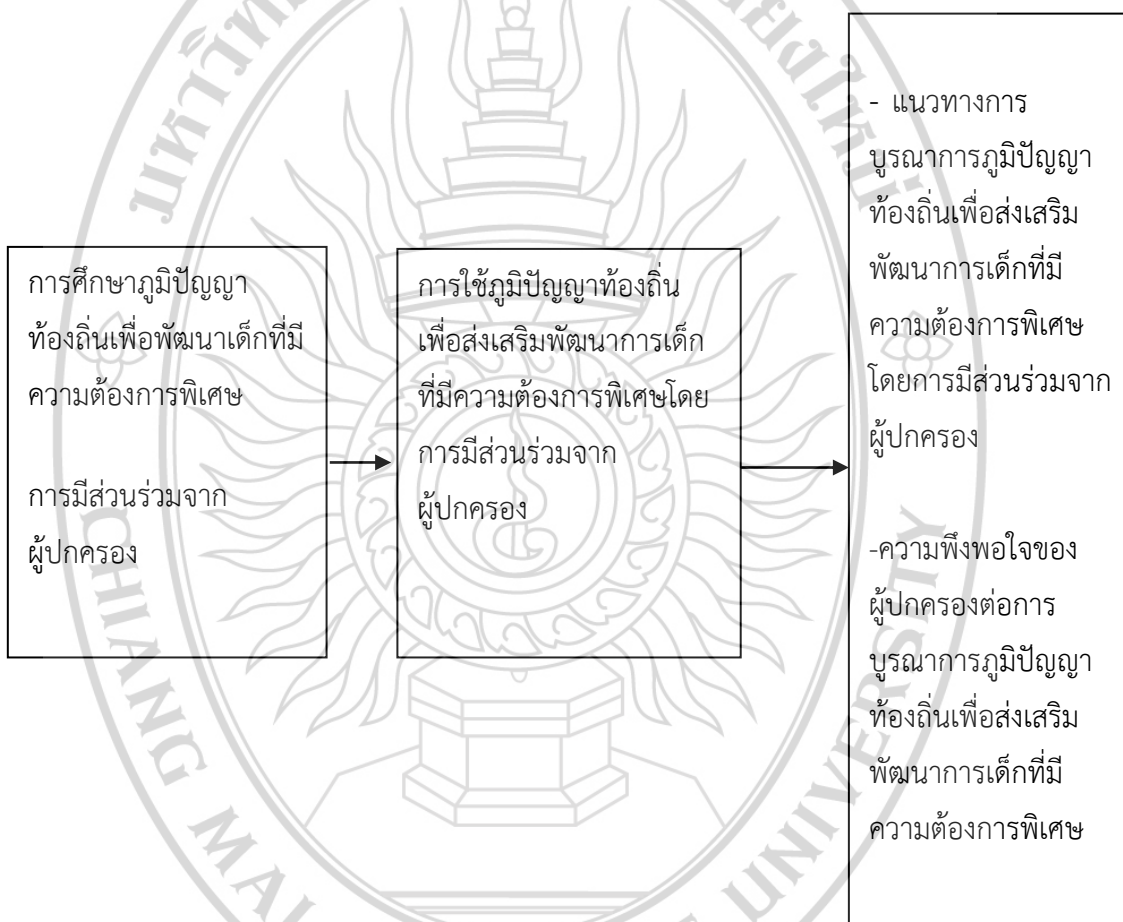 การศึกษาภูมิปัญญา
ท้องถิ่นเพื่อพัฒนาเด็กที่มี
ความต้องการพิเศษ
การมีส่วนร่วมจาก
ผู้ปกครอง
การใช้ภูมิปัญญาท้องถิ่น
เพื่อส่งเสริมพัฒนาการเด็ก
ที่มีความต้องการพิเศษโดย
การมีส่วนร่วมจาก
ผู้ปกครอง
- แนวทางการ
บูรณาการภูมิปัญญา
ท้องถิ่นเพื่อส่งเสริม
พัฒนาการเด็กที่มี
ความต้องการพิเศษ
โดยการมีส่วนร่วมจาก
ผู้ปกครอง
-ความพึงพอใจของ
ผู้ปกครองต่อการ
บูรณาการภูมิปัญญา
ท้องถิ่นเพื่อส่งเสริม
พัฒนาการเด็กที่มี
ความต้องการพิเศษ
CHIANG MAI
UNIVERSITY